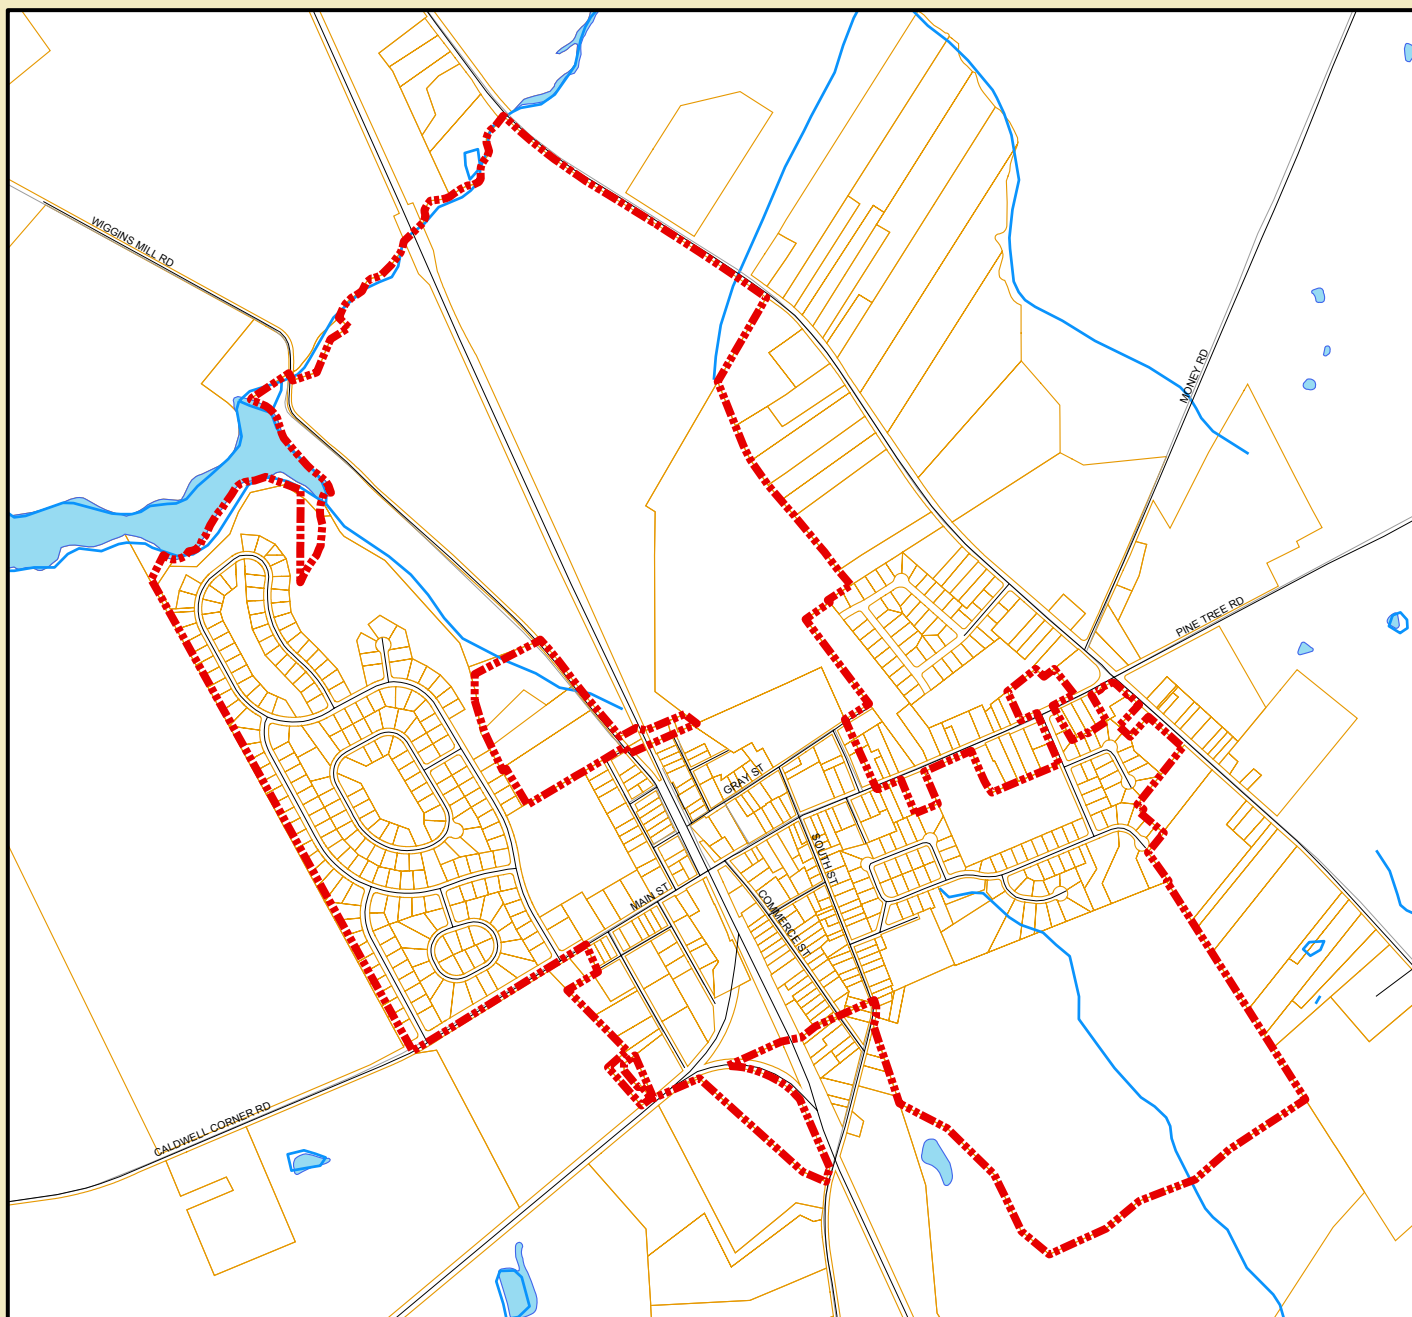 WIGGINS MILL RD
MONEY RD
PINE TREE RD
GRAY ST
SOUTH ST
MAIN ST
COMMERCE ST
CALDWELL CORNER RD